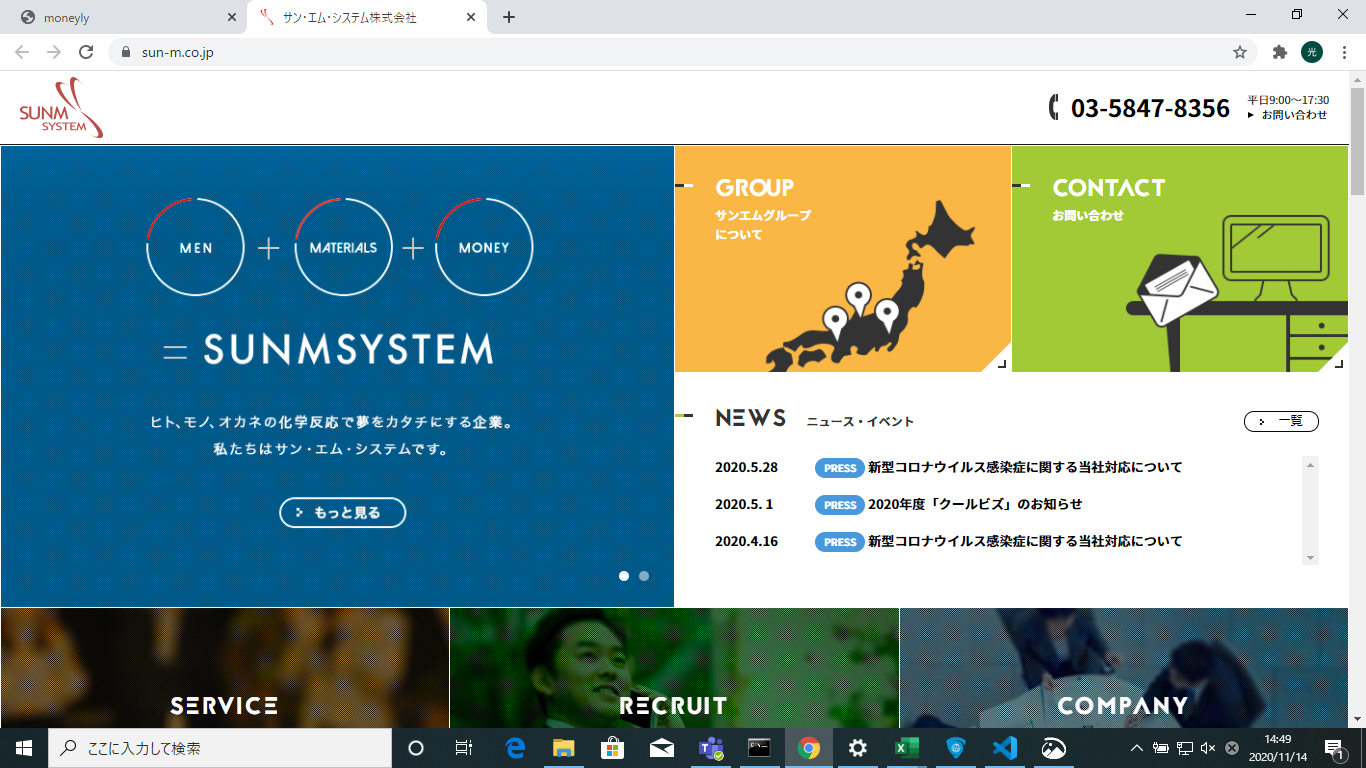 moneyly
サン・エム・システム株式会社
sun-m.co.jp
光
SUNM
SYSTEM
03-5847-8356
平日9:00〜17:30
お問い合わせ
MEN
MATERIALS
MONEY
= SUNMSYSTEM
ヒト、モノ、オカネの化学反応で夢をカタチにする企業。
私たちはサン・エム・システムです。
もっと見る
GROUP
サンエムグループ
について
CONTACT
お問い合わせ
NEWS ニュース・イベント
一覧
2020.5.28 PRESS 新型コロナウイルス感染症に関する当社対応について
2020.5. 1 PRESS 2020年度「クールビズ」のお知らせ
2020.4.16 PRESS 新型コロナウイルス感染症に関する当社対応について
SERVICE
RECRUIT
COMPANY
ここに入力して検索
14:49
2020/11/14
1